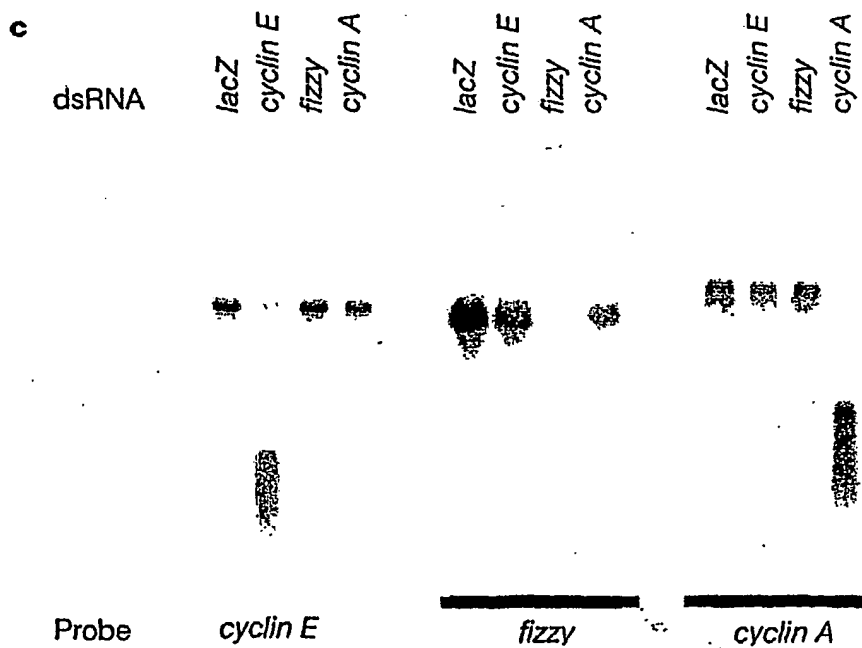 c
dsRNA
lacZ
cyclin E
fizzy
cyclin A
lacZ
cyclin E
fizzy
cyclin A
lacZ
cyclin E
fizzy
cyclin A
Probe cyclin E fizzy cyclin A